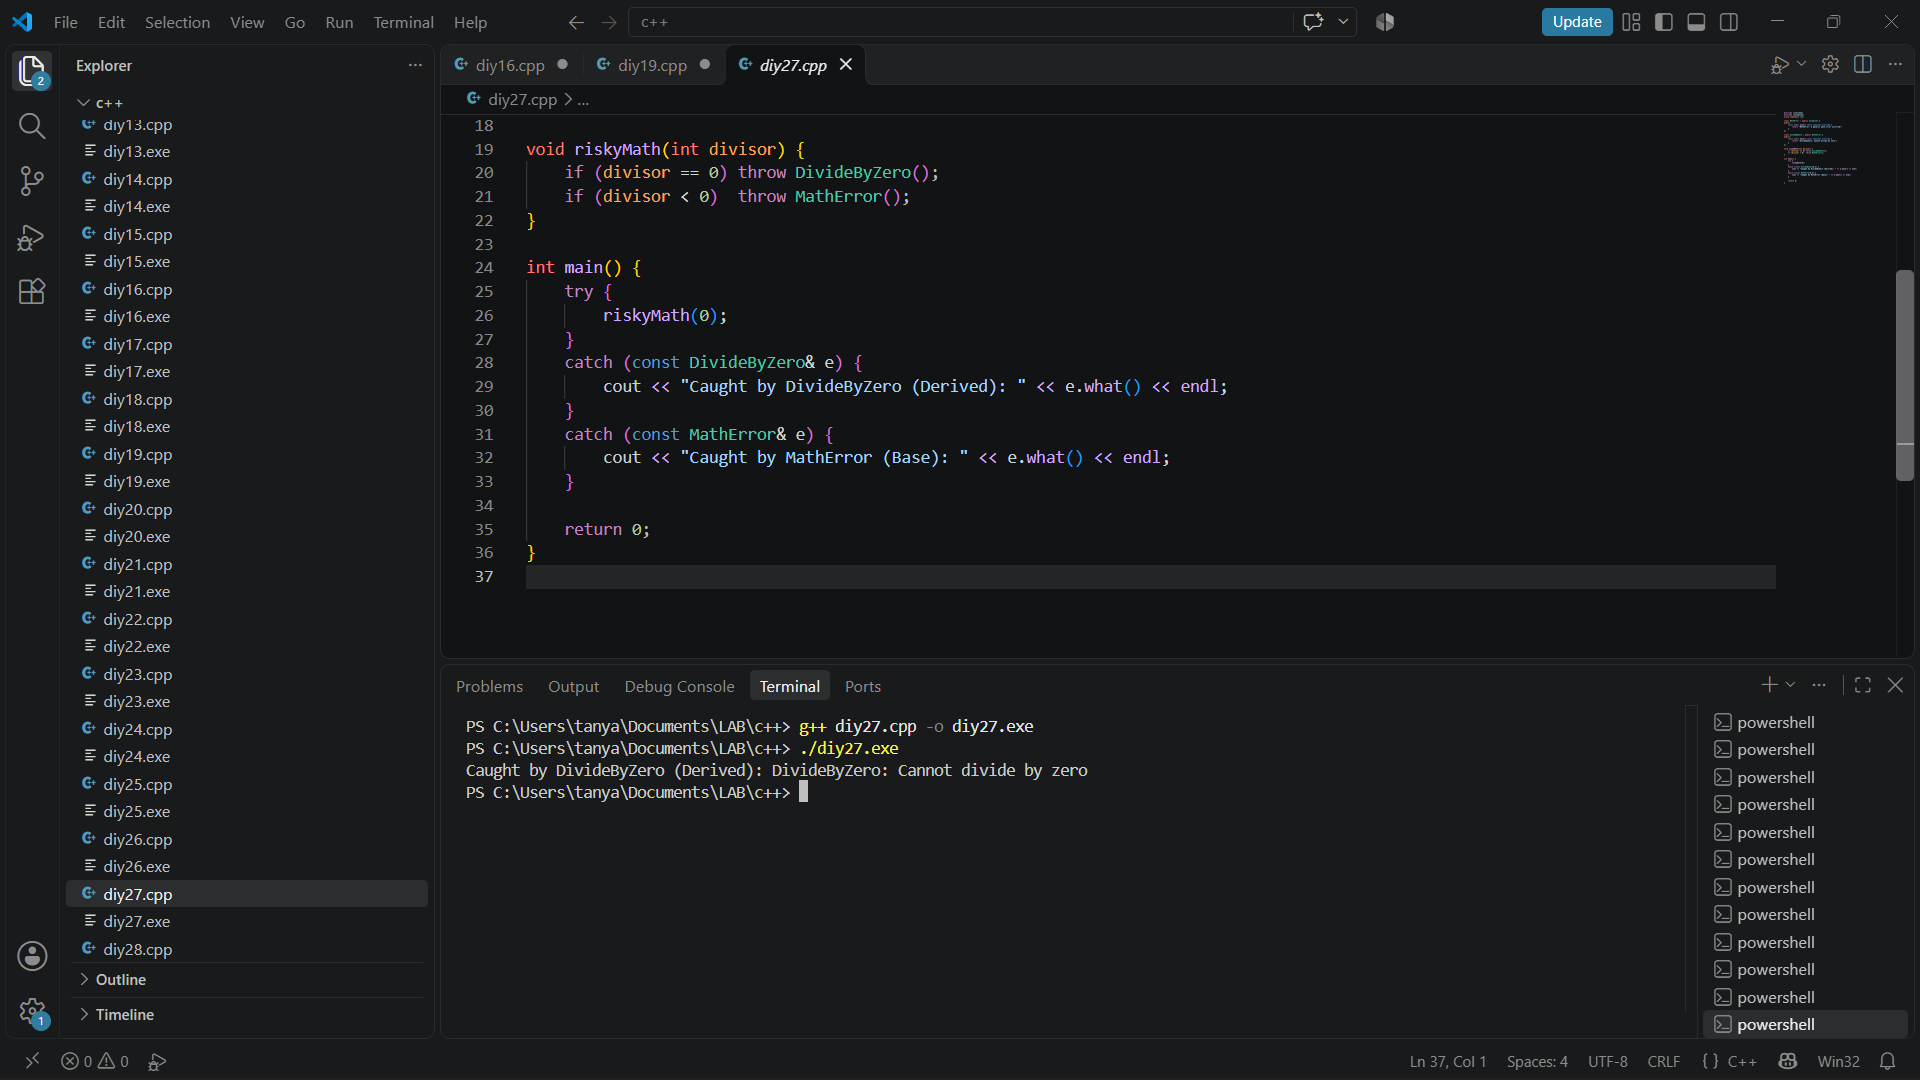 File Edit Selection View Go Run Terminal Help
c++
Update
Explorer
2
c++
diy13.cpp
diy13.exe
diy14.cpp
diy14.exe
diy15.cpp
diy15.exe
diy16.cpp
diy16.exe
diy17.cpp
diy17.exe
diy18.cpp
diy18.exe
diy19.cpp
diy19.exe
diy20.cpp
diy20.exe
diy21.cpp
diy21.exe
diy22.cpp
diy22.exe
diy23.cpp
diy23.exe
diy24.cpp
diy24.exe
diy25.cpp
diy25.exe
diy26.cpp
diy26.exe
diy27.cpp
diy27.exe
diy28.cpp
Outline
Timeline
1
diy16.cpp diy19.cpp diy27.cpp
diy27.cpp > ...
18
19 void riskyMath(int divisor) {
20 if (divisor == 0) throw DivideByZero();
21 if (divisor < 0)  throw MathError();
22 }
23
24 int main() {
25 try {
26 riskyMath(0);
27 }
28 catch (const DivideByZero& e) {
29 cout << "Caught by DivideByZero (Derived): " << e.what() << endl;
30 }
31 catch (const MathError& e) {
32 cout << "Caught by MathError (Base): " << e.what() << endl;
33 }
34
35 return 0;
36 }
37
Problems Output Debug Console Terminal Ports
PS C:\Users\tanya\Documents\LAB\c++> g++ diy27.cpp -o diy27.exe
PS C:\Users\tanya\Documents\LAB\c++> ./diy27.exe
Caught by DivideByZero (Derived): DivideByZero: Cannot divide by zero
PS C:\Users\tanya\Documents\LAB\c++>
powershell
powershell
powershell
powershell
powershell
powershell
powershell
powershell
powershell
powershell
powershell
powershell
0 0
Ln 37, Col 1 Spaces: 4 UTF-8 CRLF { } C++ Win32